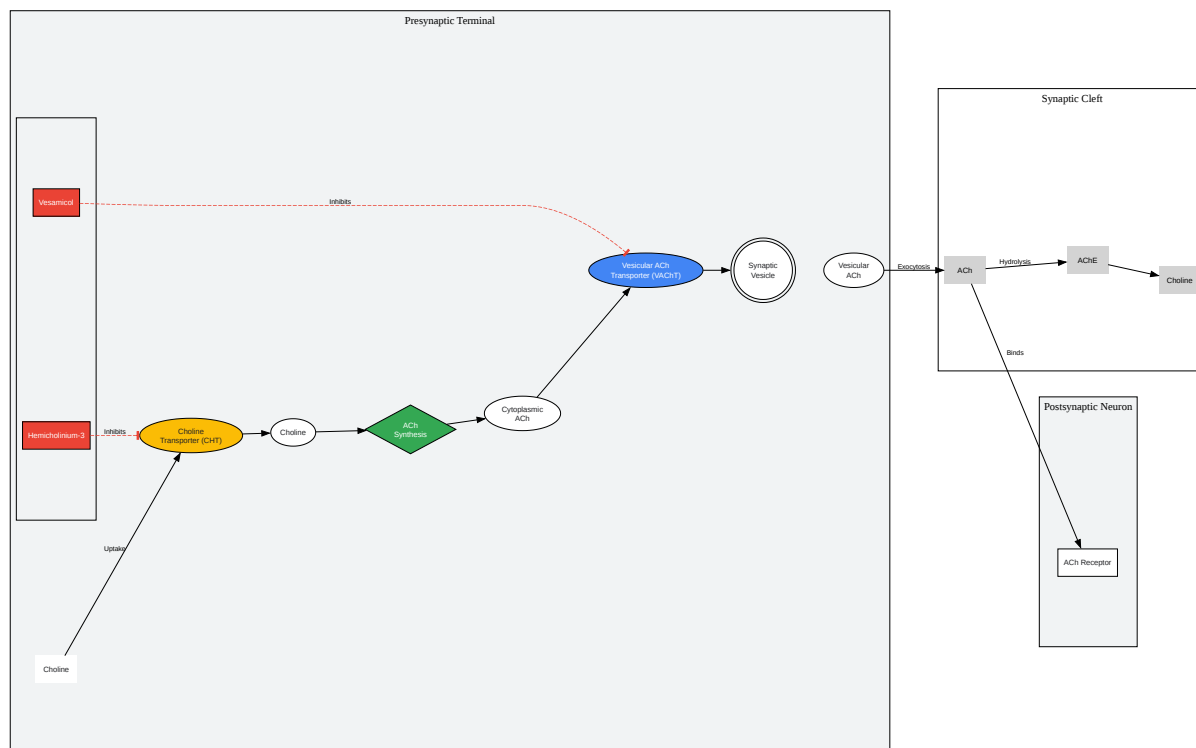 Presynaptic Terminal
Synaptic Cleft
Vesamicol
Inhibits
Vesicular ACh
Transporter (VAChT)
Synaptic
Vesicle
Vesicular
ACh
Exocytosis
ACh
Hydrolysis
AChE
Choline
Binds
Postsynaptic Neuron
Cytoplasmic
ACh
Hemicholinium-3
Inhibits
Choline
Transporter (CHT)
Choline
ACh
Synthesis
Uptake
ACh Receptor
Choline